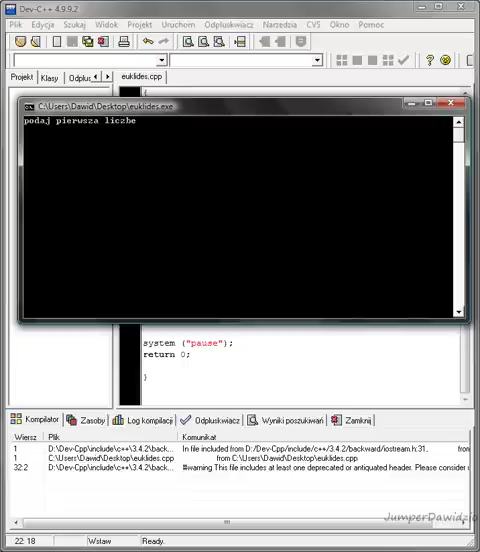 Dev-C++ 4.9.9.2
Plik Edycja Szukaj Widok Projekt Uruchom Odpluskwiacz Narzędzia CVS Okno Pomoc
Projekt Klasy Odplus
euklides.cpp
{
C:\Users\Dawid\Desktop\euklides.exe
podaj pierwsza liczbe
system ("pause");
return 0;
}
Kompilator Zasoby Log kompilacji Odpluskwiacz Wyniki poszukiwań Zamknij
Wiersz Plik Komunikat
1 D:\Dev-Cpp\include\c++\3.4.2\back... In file included from D:/Dev-Cpp/include/c++/3.4.2/backward/iostream.h:31, from
1 C:\Users\Dawid\Desktop\euklides.cpp from C:\Users\Dawid\Desktop\euklides.cpp
32:2 D:\Dev-Cpp\include\c++\3.4.2\back... #warning This file includes at least one deprecated or antiquated header. Please consider
JumperDawidzio
22: 18 Wstaw Ready.